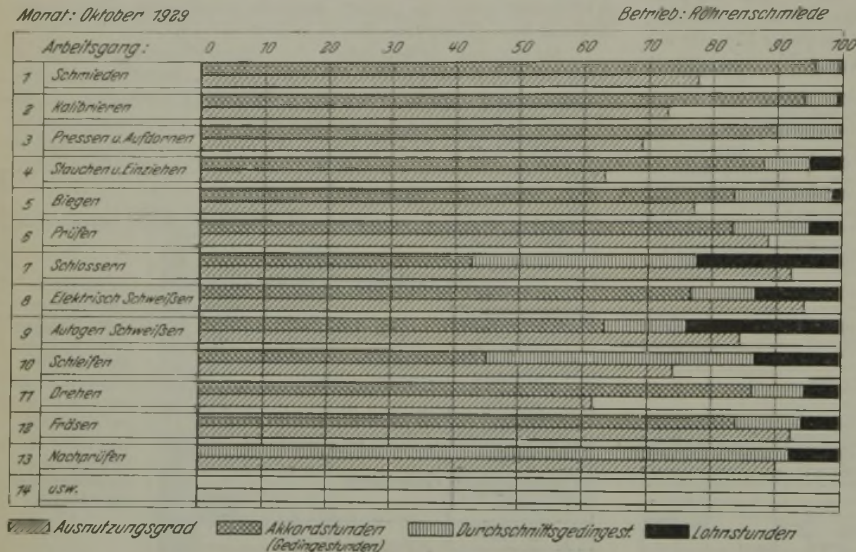 Monat: Oktober 1929 Betrieb: Röhrenschmiede
Arbeitsgang: 0 10 20 30 40 50 60 70 80 90 100
1 Schmieden
2 Kalibrieren
3 Pressen u. Aufdornen
4 Stauchen u. Einziehen
5 Biegen
6 Prüfen
7 Schlossern
8 Elektrisch Schweißen
9 Autogen Schweißen
10 Schleifen
11 Drehen
12 Fräsen
13 Nachprüfen
14 usw.
Ausnutzungsgrad Akkordstunden Durchschnittsgedingest. Lohnstunden
(Gedingestunden)